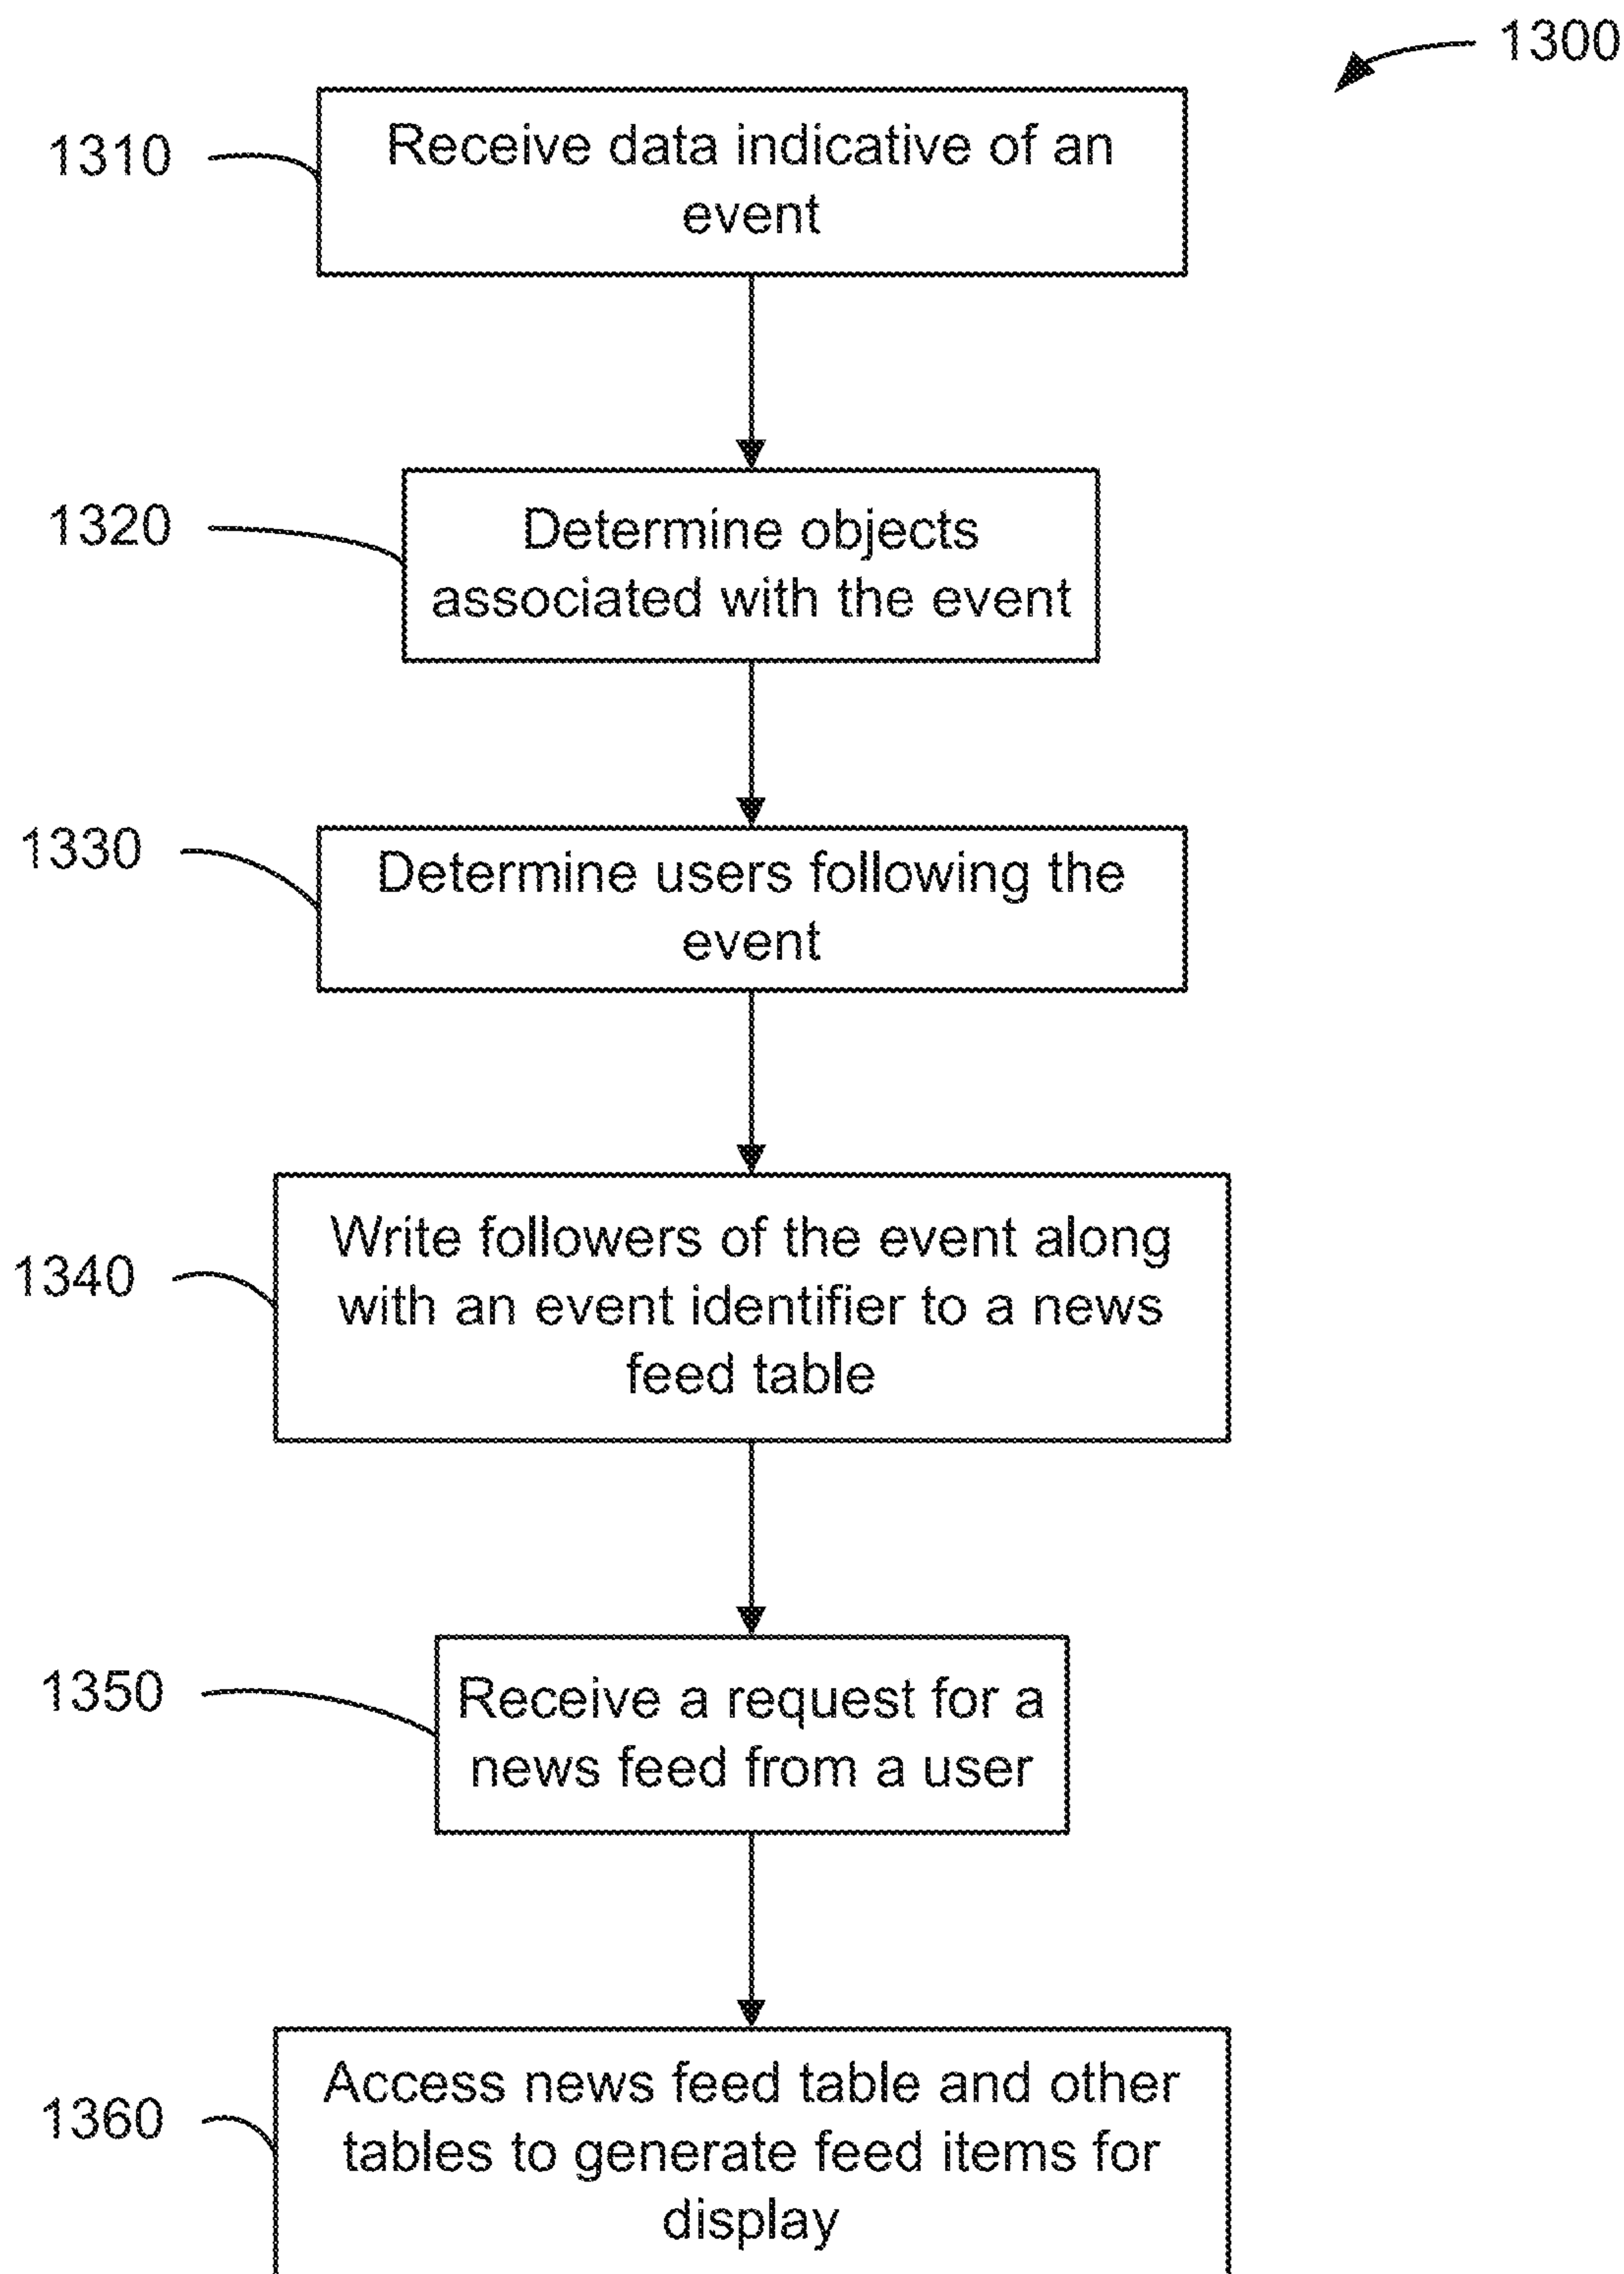 1300
1310
Receive data indicative of an
event
1320
Determine objects
associated with the event
1330
Determine users following the
event
1340
Write followers of the event along
with an event identifier to a news
feed table
1350
Receive a request for a
news feed from a user
1360
Access news feed table and other
tables to generate feed items for
display